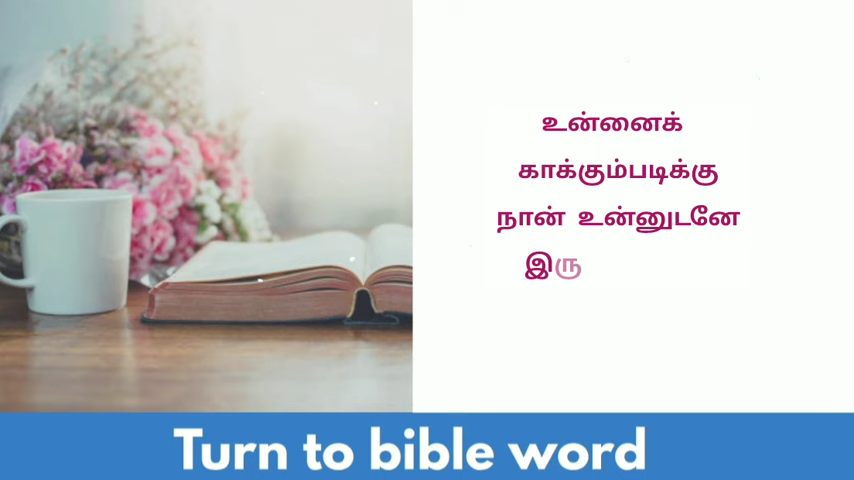 உன்னைக்
காக்கும்படிக்கு
நான் உன்னுடனே
இரு
Turn to bible word